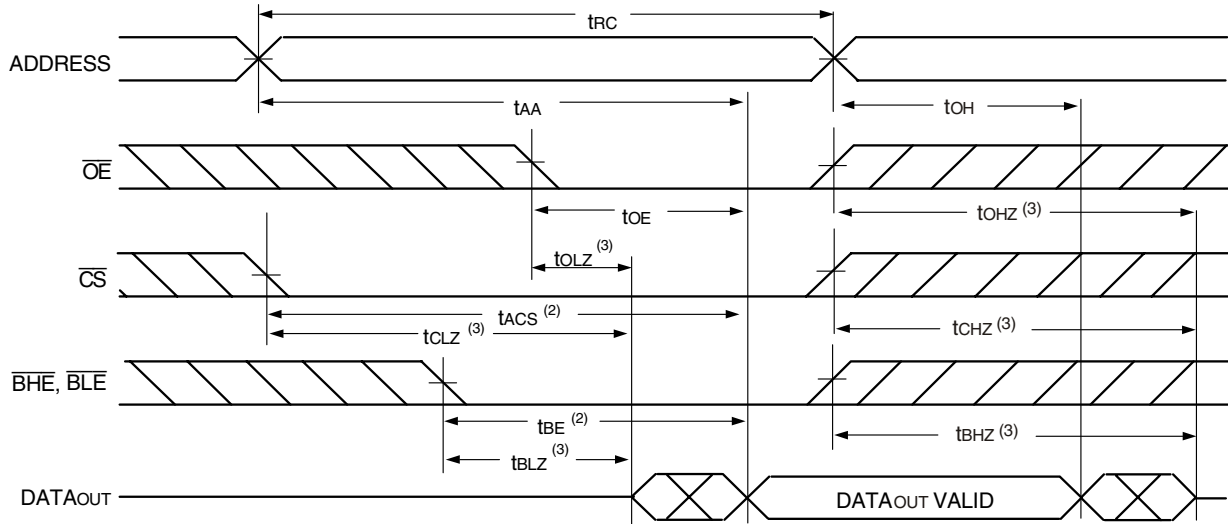 tRC
ADDRESS
tAA
tOH
OE
tOE
tOHZ (3)
tOLZ (3)
CS
tACS (2)
tCLZ (3)
tCHZ (3)
BHE, BLE
tBE (2)
tBHZ (3)
tBLZ (3)
DATAOUT
DATAOUT VALID